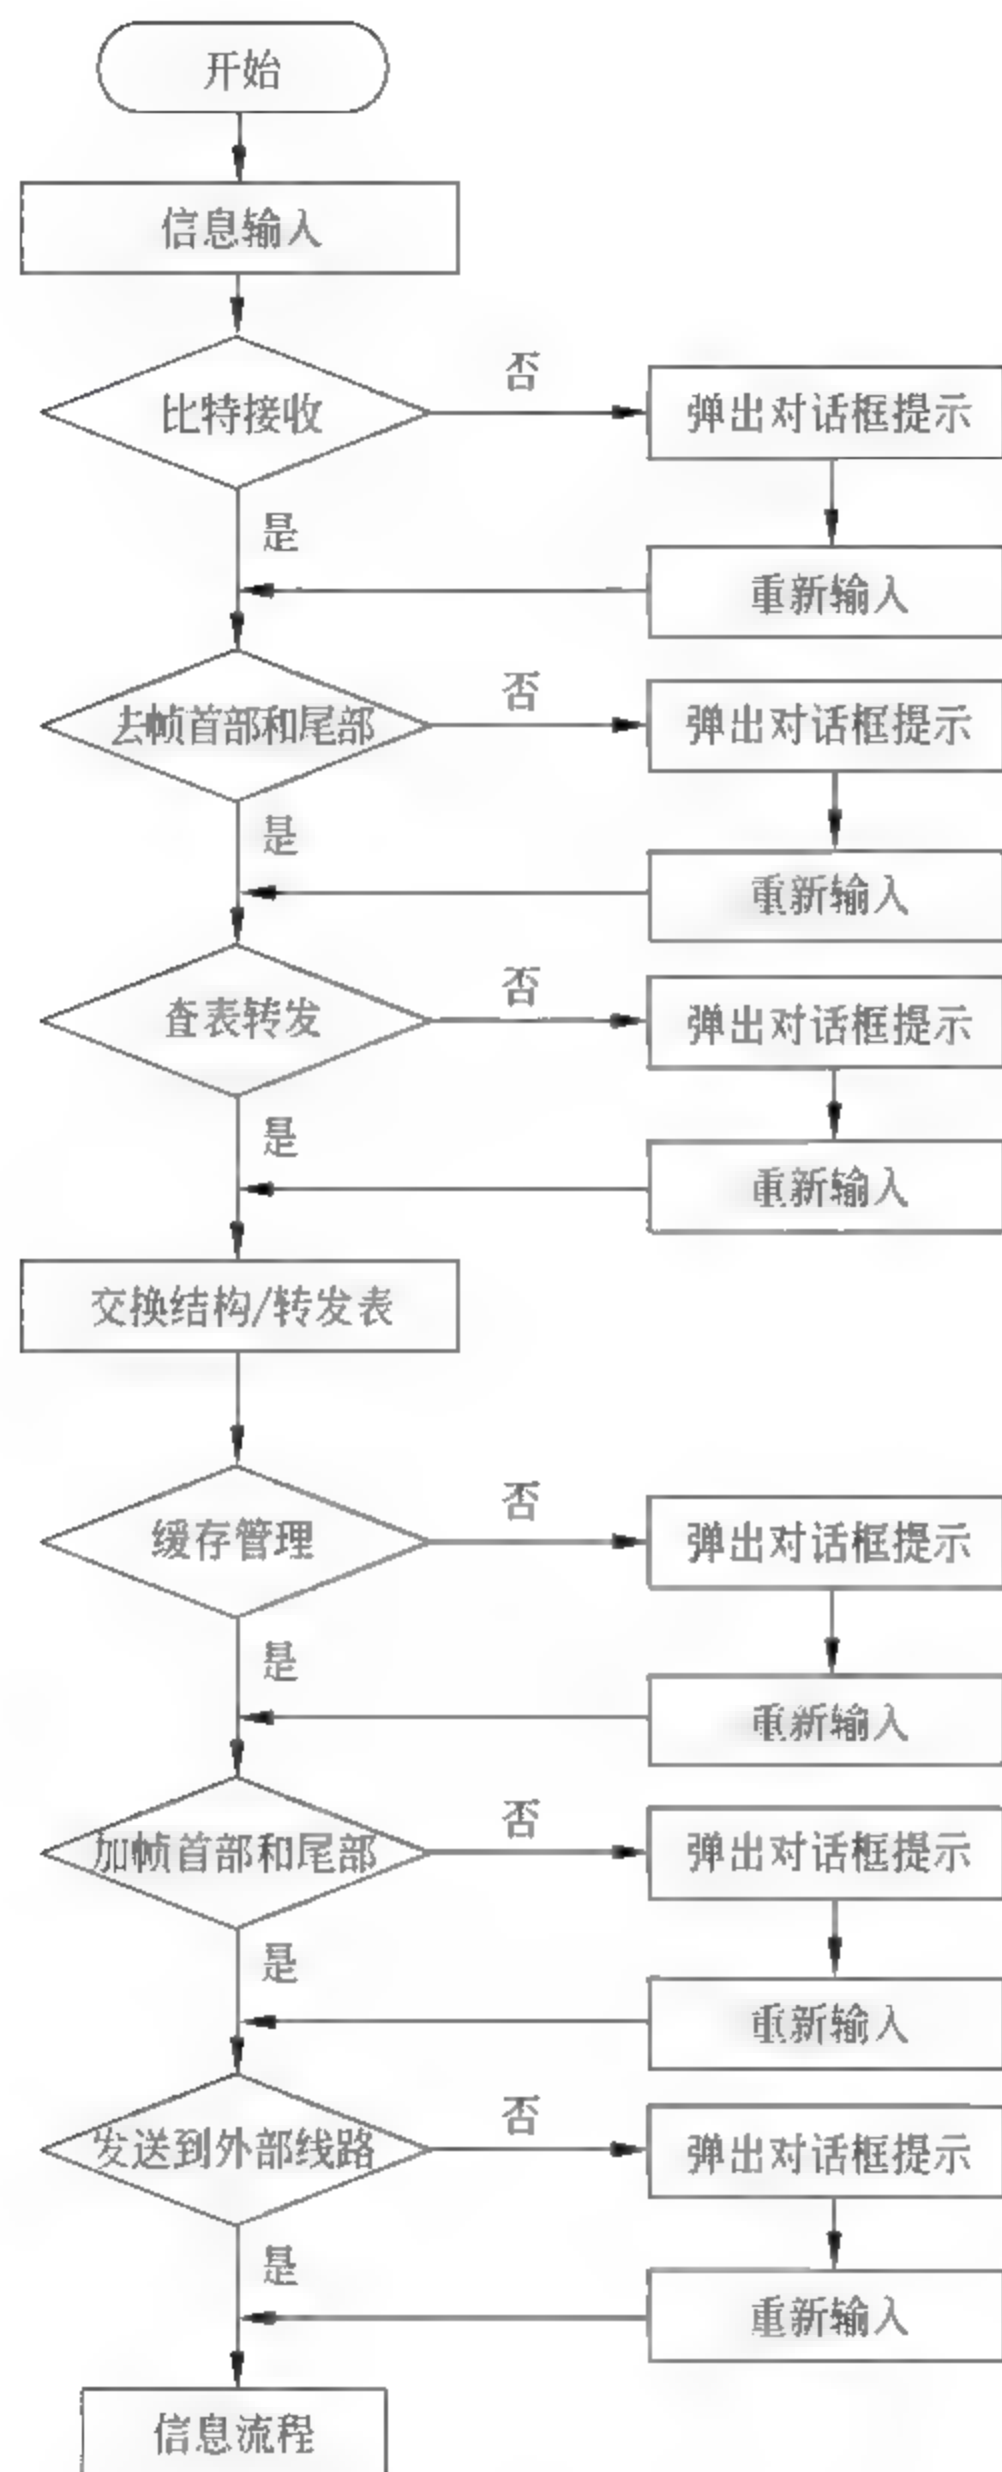 开始
信息输入
比特接收
否
弹出对话框提示
是
重新输入
去帧首部和尾部
否
弹出对话框提示
是
重新输入
查表转发
否
弹出对话框提示
是
重新输入
交换结构/转发表
缓存管理
否
弹出对话框提示
是
重新输入
加帧首部和尾部
否
弹出对话框提示
是
重新输入
发送到外部线路
否
弹出对话框提示
是
重新输入
信息流程